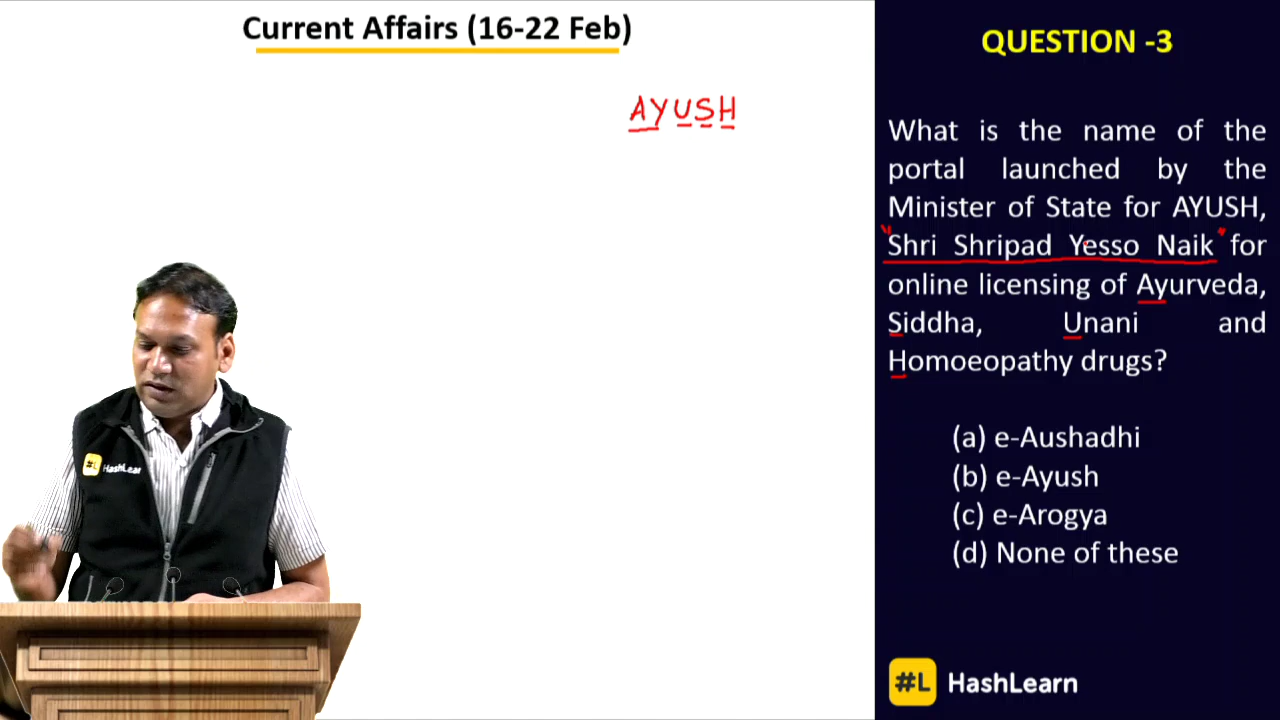 Current Affairs (16-22 Feb)
AYUSH
QUESTION -3
What is the name of the
portal launched by the
Minister of State for AYUSH,
"Shri Shripad Yesso Naik" for
online licensing of Ayurveda,
Siddha, Unani and
Homoeopathy drugs?
(a) e-Aushadhi
(b) e-Ayush
(c) e-Arogya
(d) None of these
#L HashLearn
#L HashLear